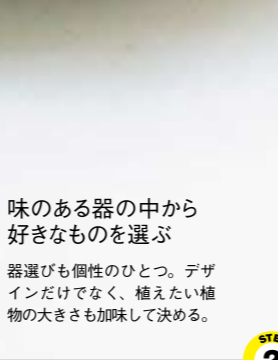 味のある器の中から
好きなものを選ぶ
器選びも個性のひとつ。デザ
インだけでなく、植えたい植
物の大きさも加味して決める。